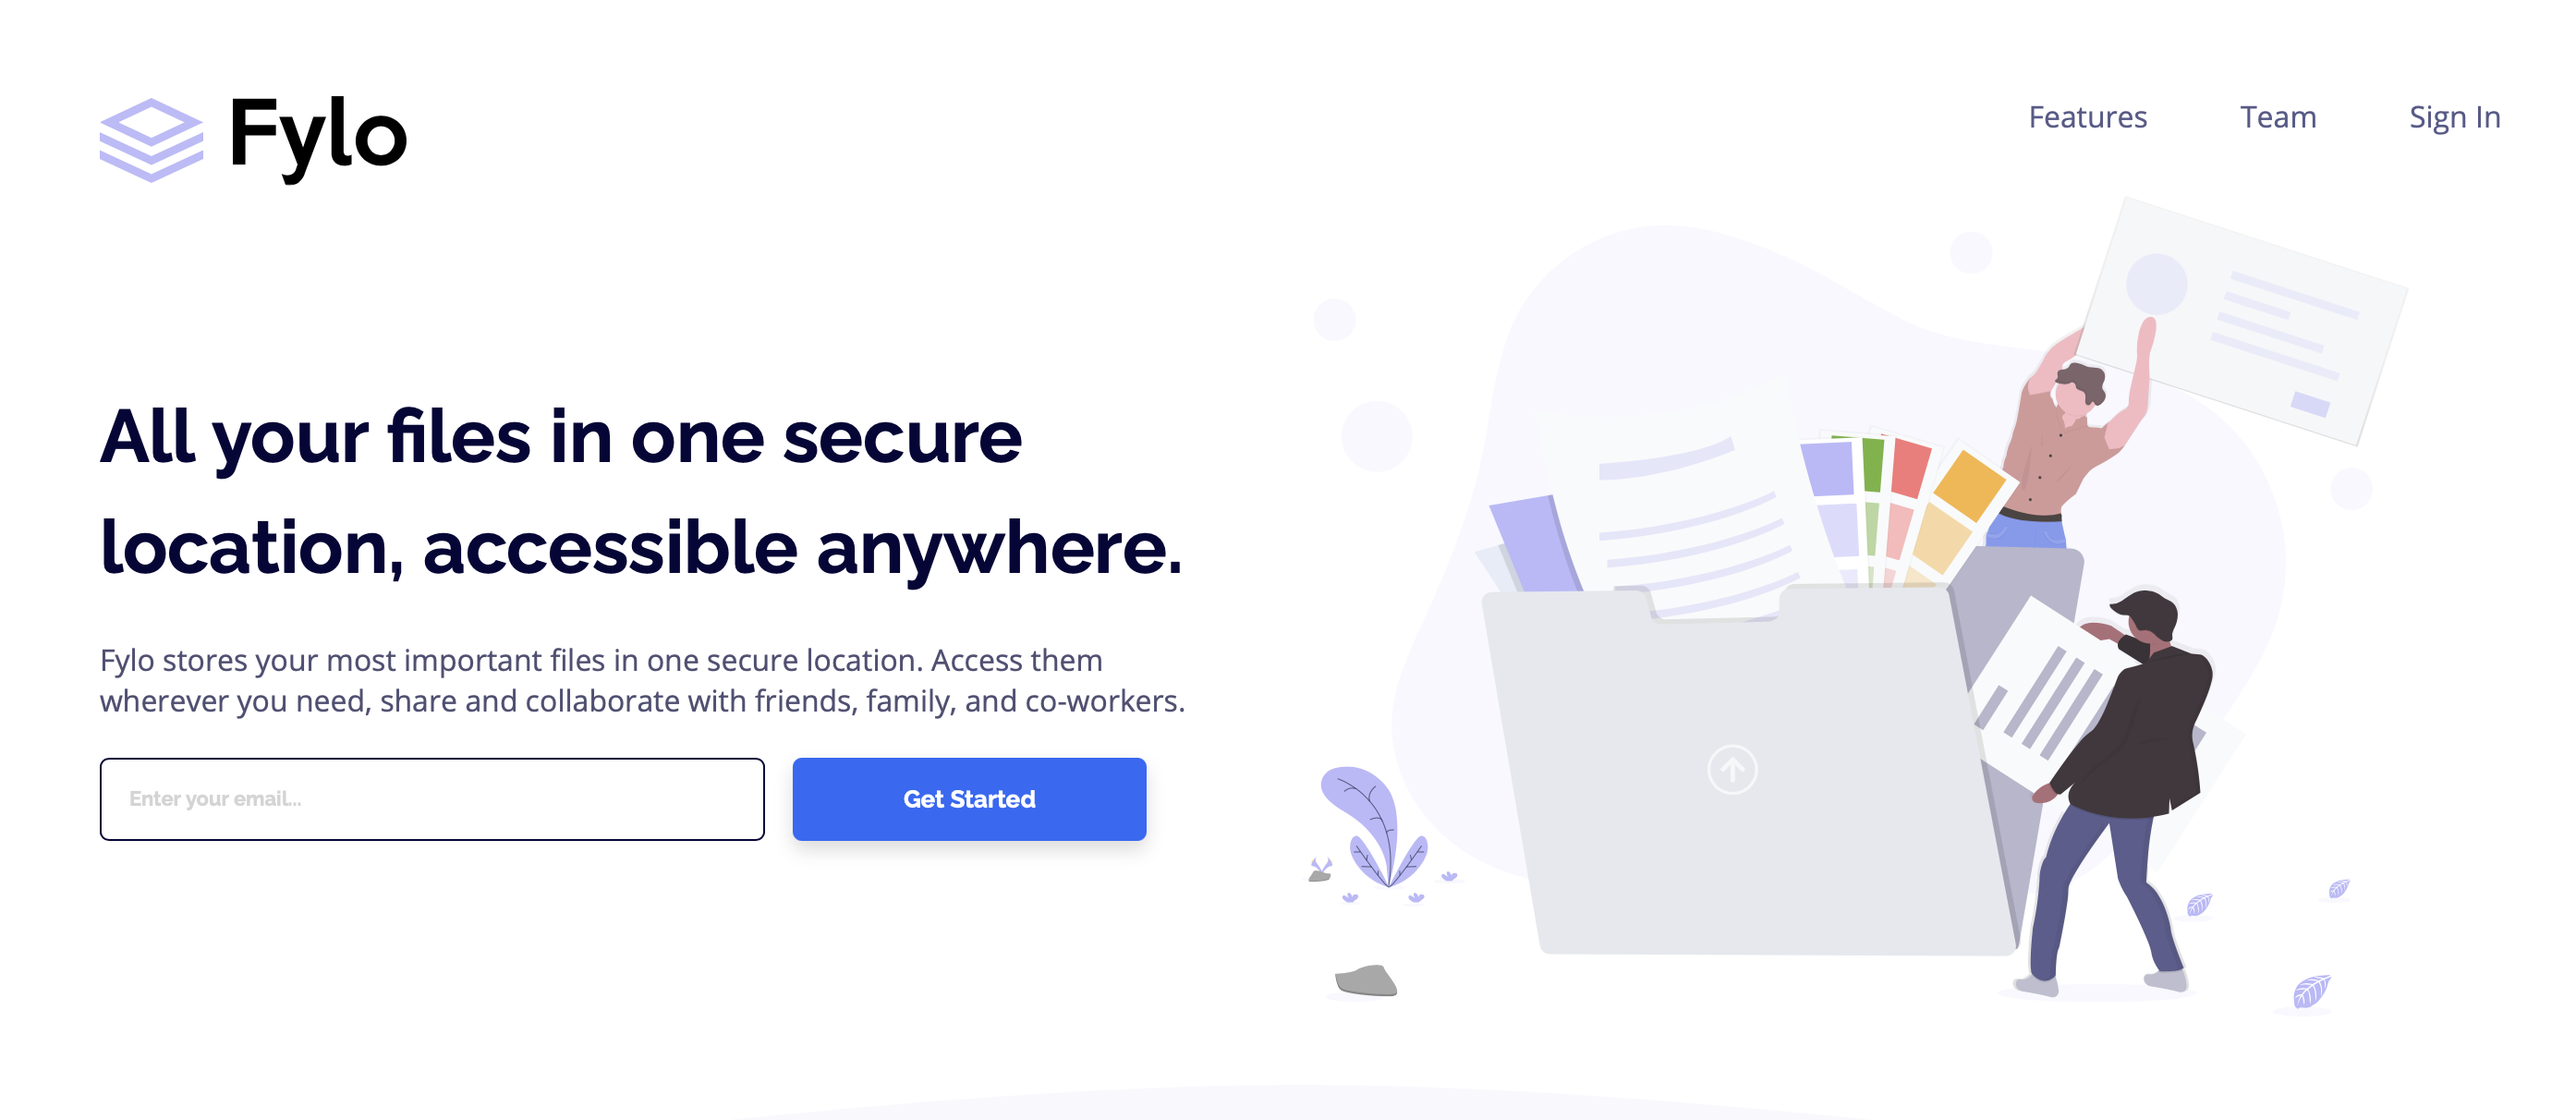 Fylo
Features Team Sign In
All your files in one secure
location, accessible anywhere.
Fylo stores your most important files in one secure location. Access them
wherever you need, share and collaborate with friends, family, and co-workers.
Enter your email...
Get Started